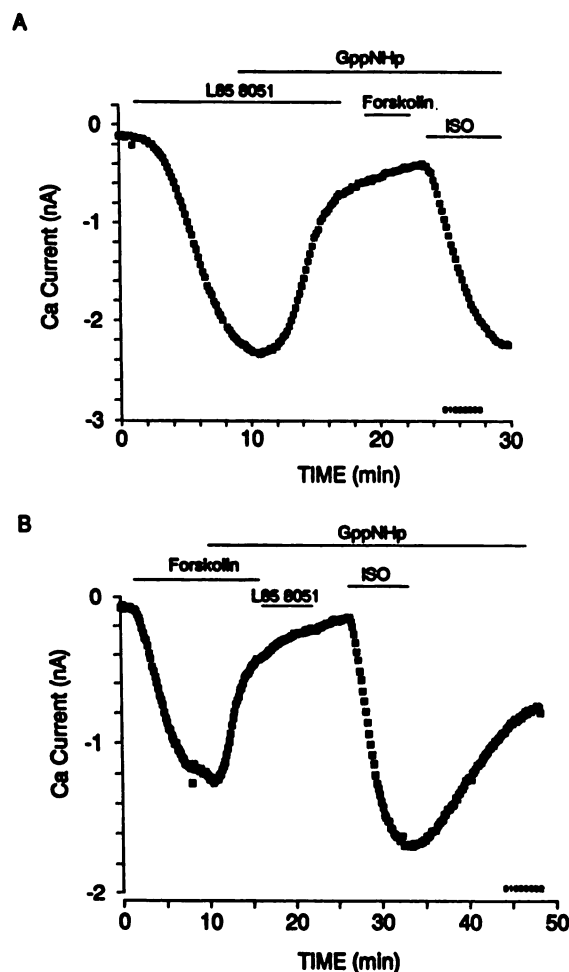 A
GppNHp
L85 8051
Forskolin
ISO
0
-1
-2
-3
Ca Current (nA)
0 10 20 30
TIME (min)
B
GppNHp
Forskolin
L85 8051
ISO
0
-1
-2
Ca Current (nA)
0 10 20 30 40 50
TIME (min)